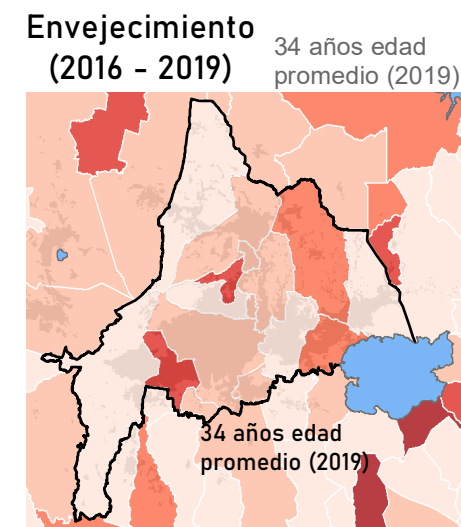 Envejecimiento
(2016 - 2019)
34 años edad
promedio (2019)
34 años edad
promedio (2019)